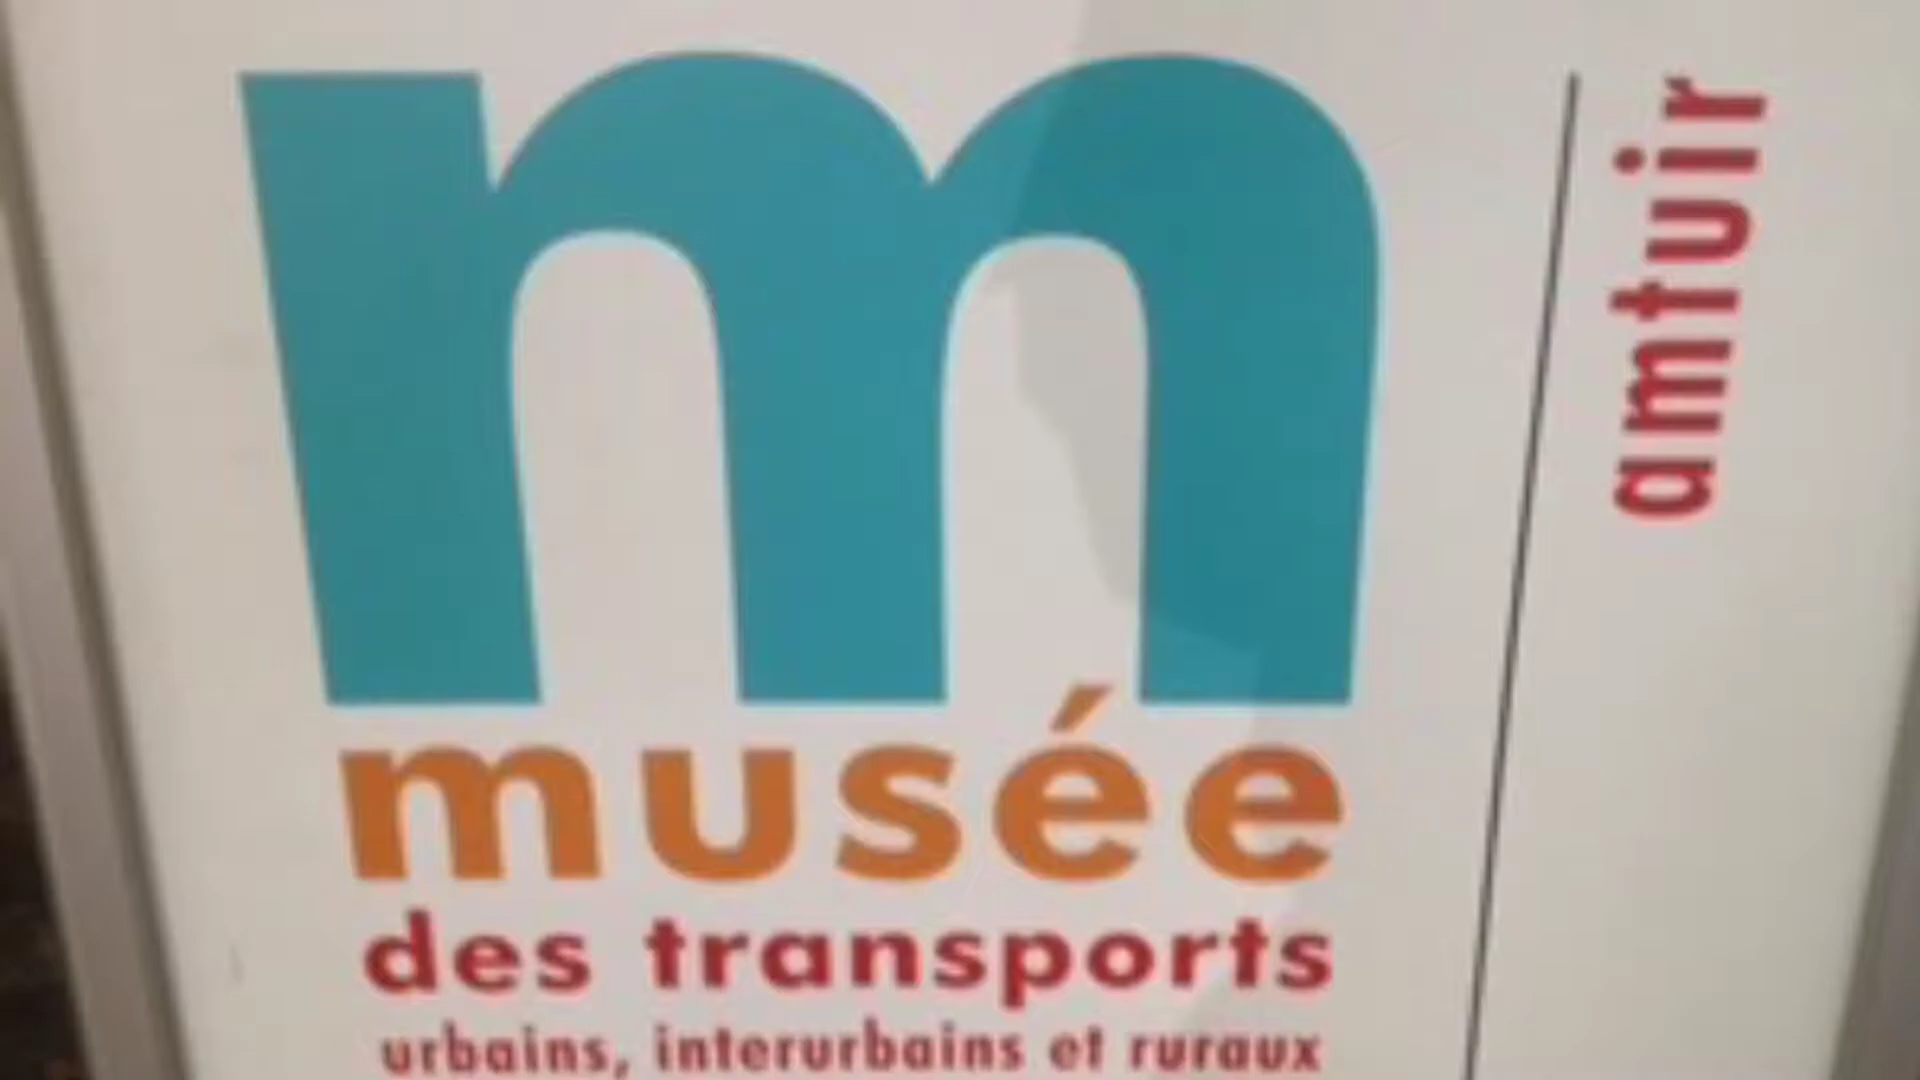 m
musée
des transports
urbains, interurbains et ruraux
amtuir